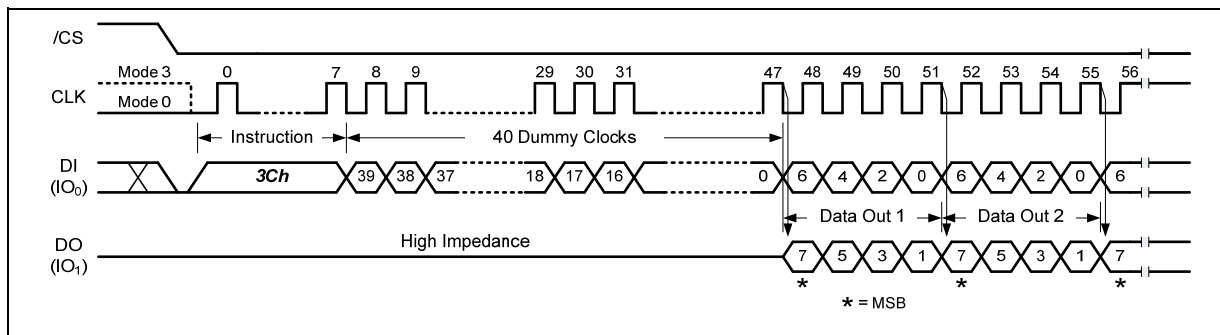 /CS
Mode 3 0 7 8 9 29 30 31 47 48 49 50 51 52 53 54 55 56
CLK
Mode 0
Instruction 40 Dummy Clocks
DI
(IO0)
3Ch 39 38 37 18 17 16 0 6 4 2 0 6 4 2 0 6
Data Out 1 Data Out 2
High Impedance
DO
(IO1)
7 5 3 1 7 5 3 1 7
* * *
* = MSB